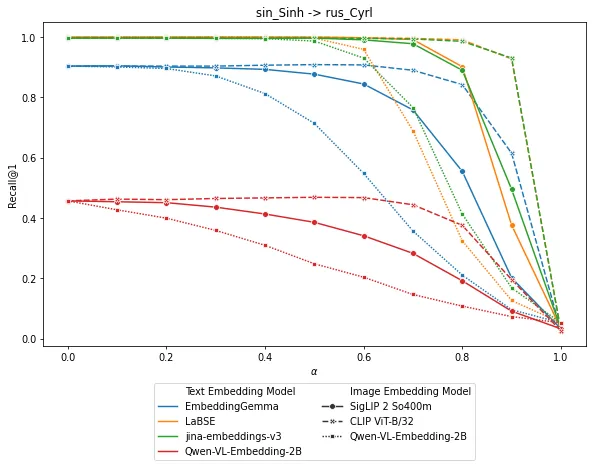 sin_Sinh -> rus_Cyrl
Recall@1
1.0
0.8
0.6
0.4
0.2
0.0
0.0 0.2 0.4 0.6 0.8 1.0
α
Text Embedding Model
EmbeddingGemma
LaBSE
jina-embeddings-v3
Qwen-VL-Embedding-2B
Image Embedding Model
SigLIP 2 So400m
CLIP ViT-B/32
Qwen-VL-Embedding-2B